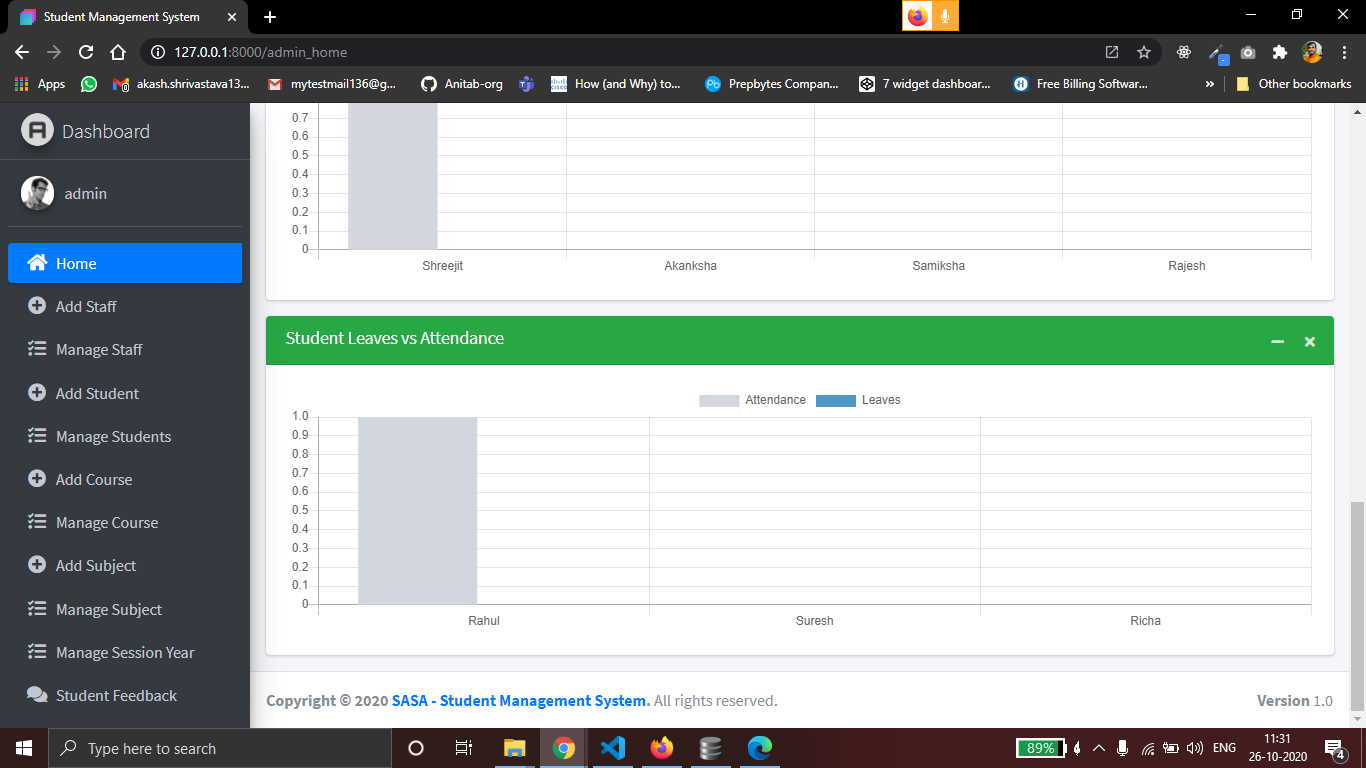 Student Management System
127.0.0.1:8000/admin_home
Apps
akash.shrivastava13...
mytestmail136@g...
Anitab-org
How (and Why) to...
Prepbytes Compan...
7 widget dashboar...
Free Billing Softwar...
»
Other bookmarks
Dashboard
admin
Home
Add Staff
Manage Staff
Add Student
Manage Students
Add Course
Manage Course
Add Subject
Manage Subject
Manage Session Year
Student Feedback
0.7
0.6
0.5
0.4
0.3
0.2
0.1
0
Shreejit Akanksha Samiksha Rajesh
Student Leaves vs Attendance
Attendance Leaves
1.0
0.9
0.8
0.7
0.6
0.5
0.4
0.3
0.2
0.1
0
Rahul Suresh Richa
Copyright © 2020 SASA - Student Management System. All rights reserved.
Version 1.0
Type here to search
89%
ENG
11:31
26-10-2020
4